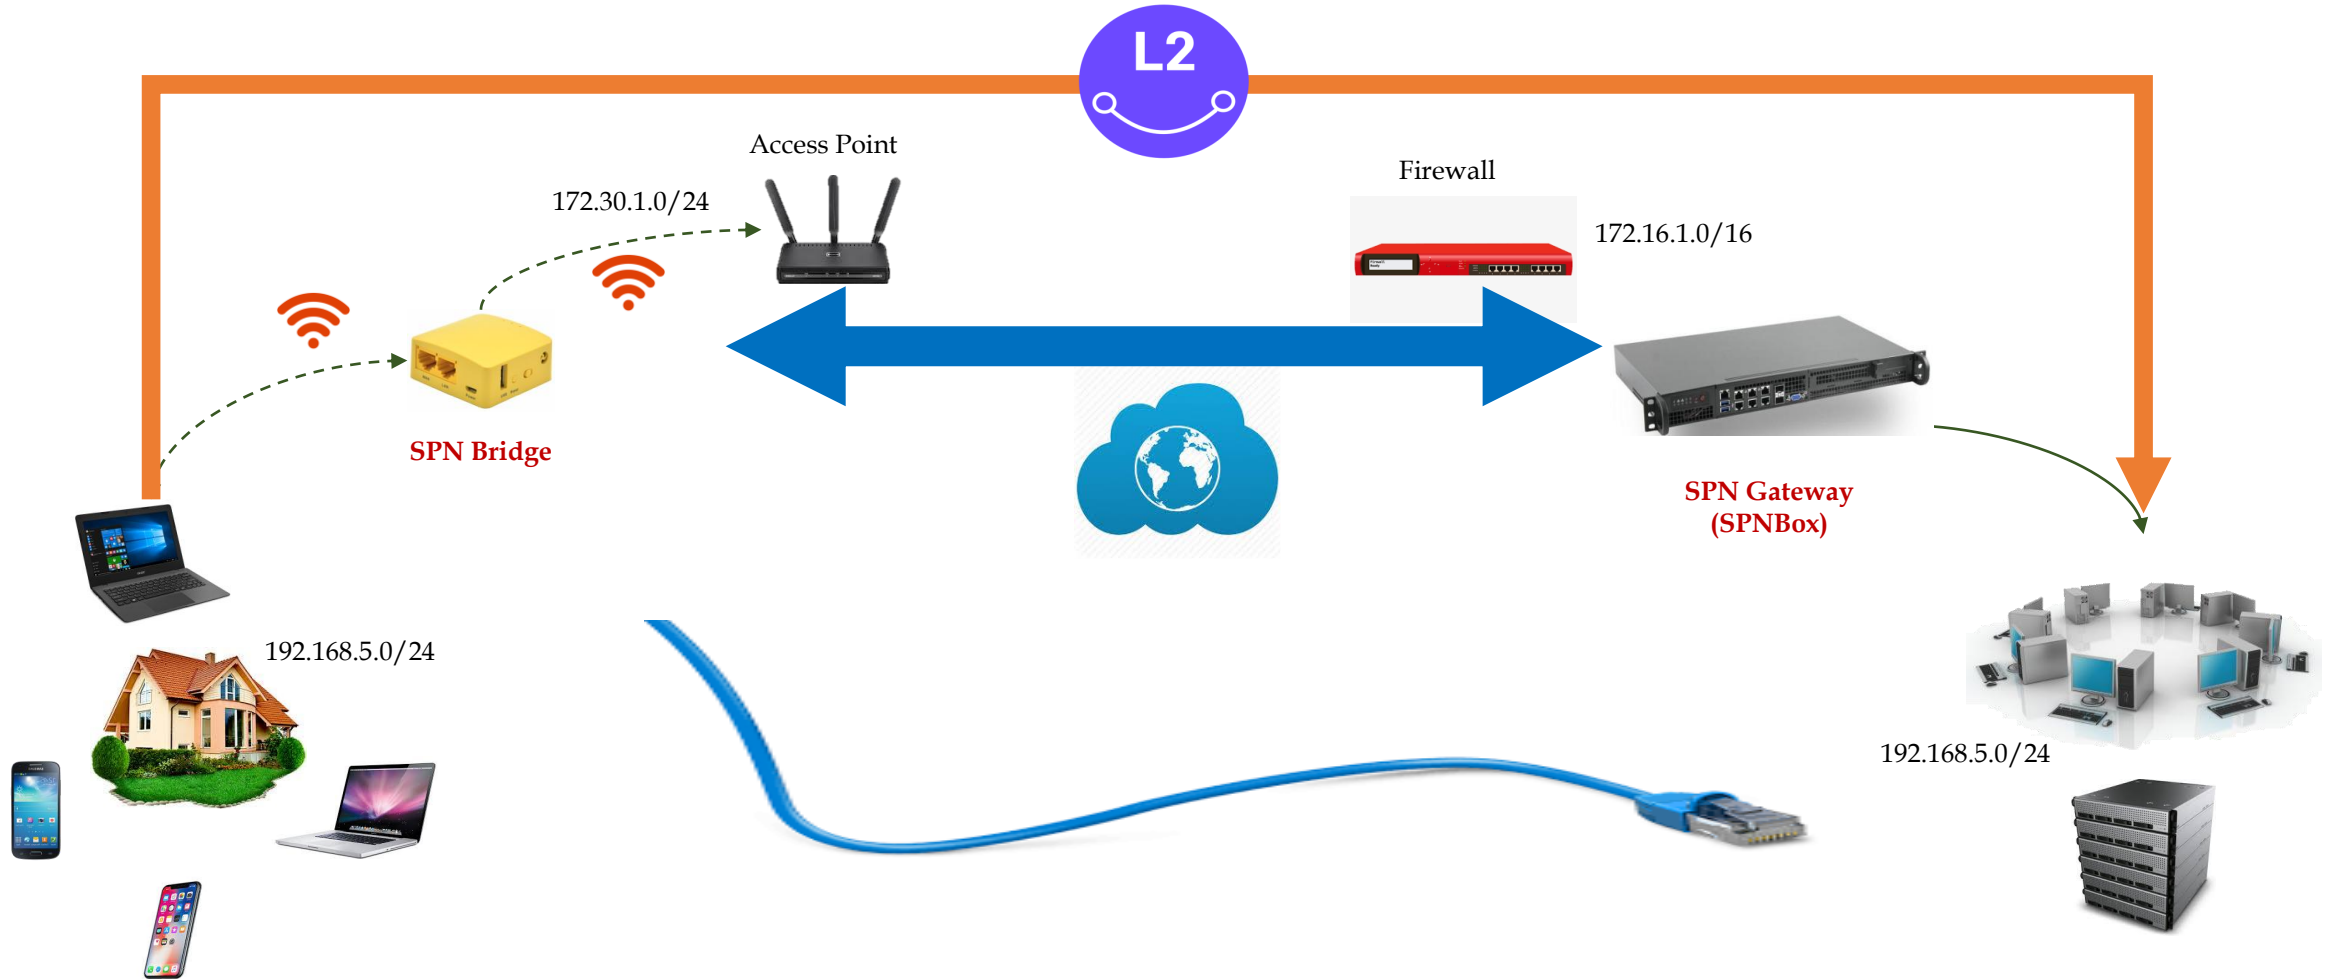 L2
Access Point
Firewall
172.30.1.0/24
172.16.1.0/16
SPN Bridge
SPN Gateway
(SPNBox)
192.168.5.0/24
192.168.5.0/24